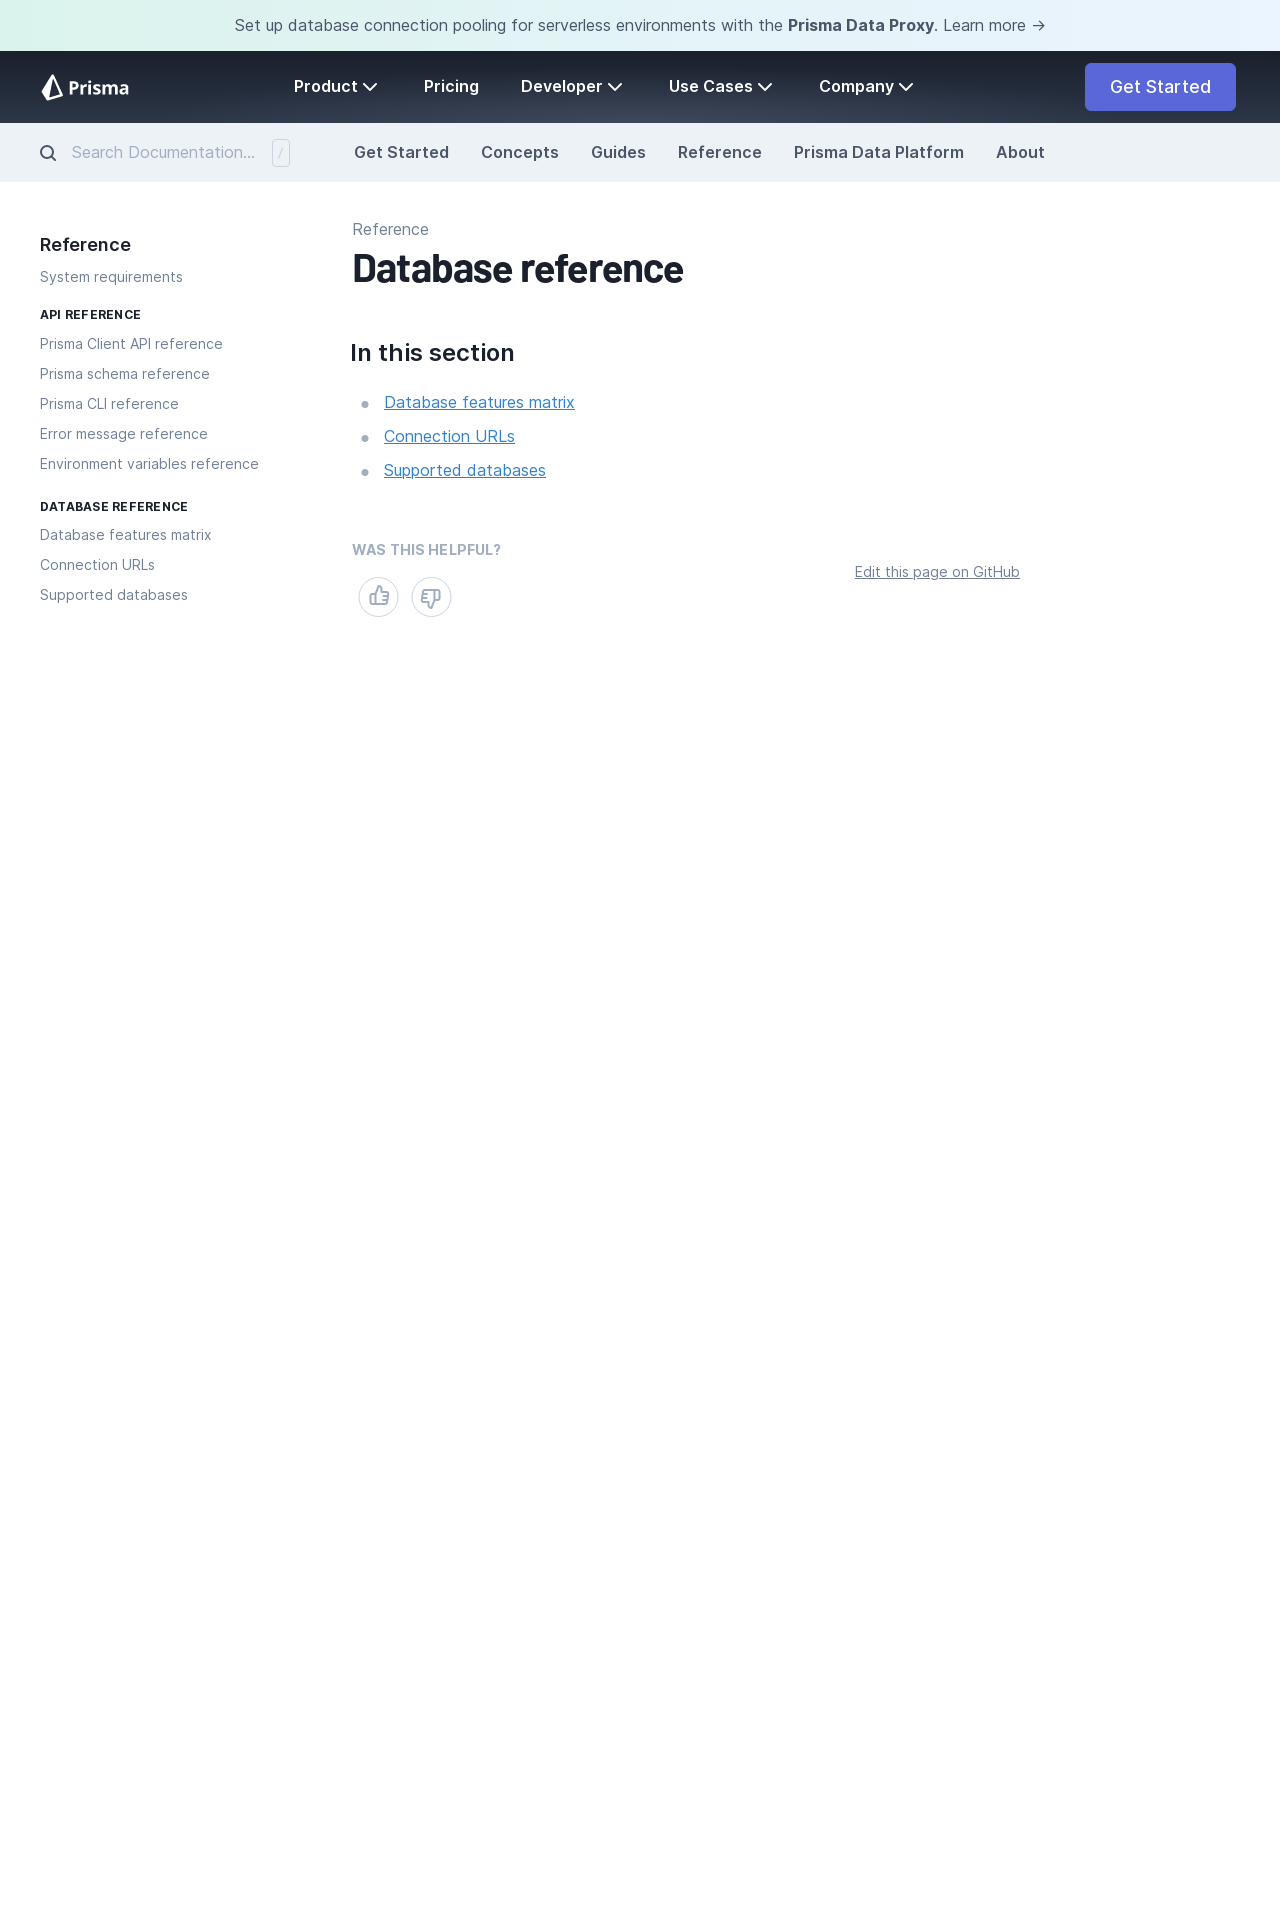 Set up database connection pooling for serverless environments with the Prisma Data Proxy. Learn more →
Prisma
Product
Pricing
Developer
Use Cases
Company
Get Started
Search Documentation...
/
Get Started
Concepts
Guides
Reference
Prisma Data Platform
About
Reference
System requirements
API REFERENCE
Prisma Client API reference
Prisma schema reference
Prisma CLI reference
Error message reference
Environment variables reference
DATABASE REFERENCE
Database features matrix
Connection URLs
Supported databases
Reference
Database reference
In this section
Database features matrix
Connection URLs
Supported databases
WAS THIS HELPFUL?
Edit this page on GitHub